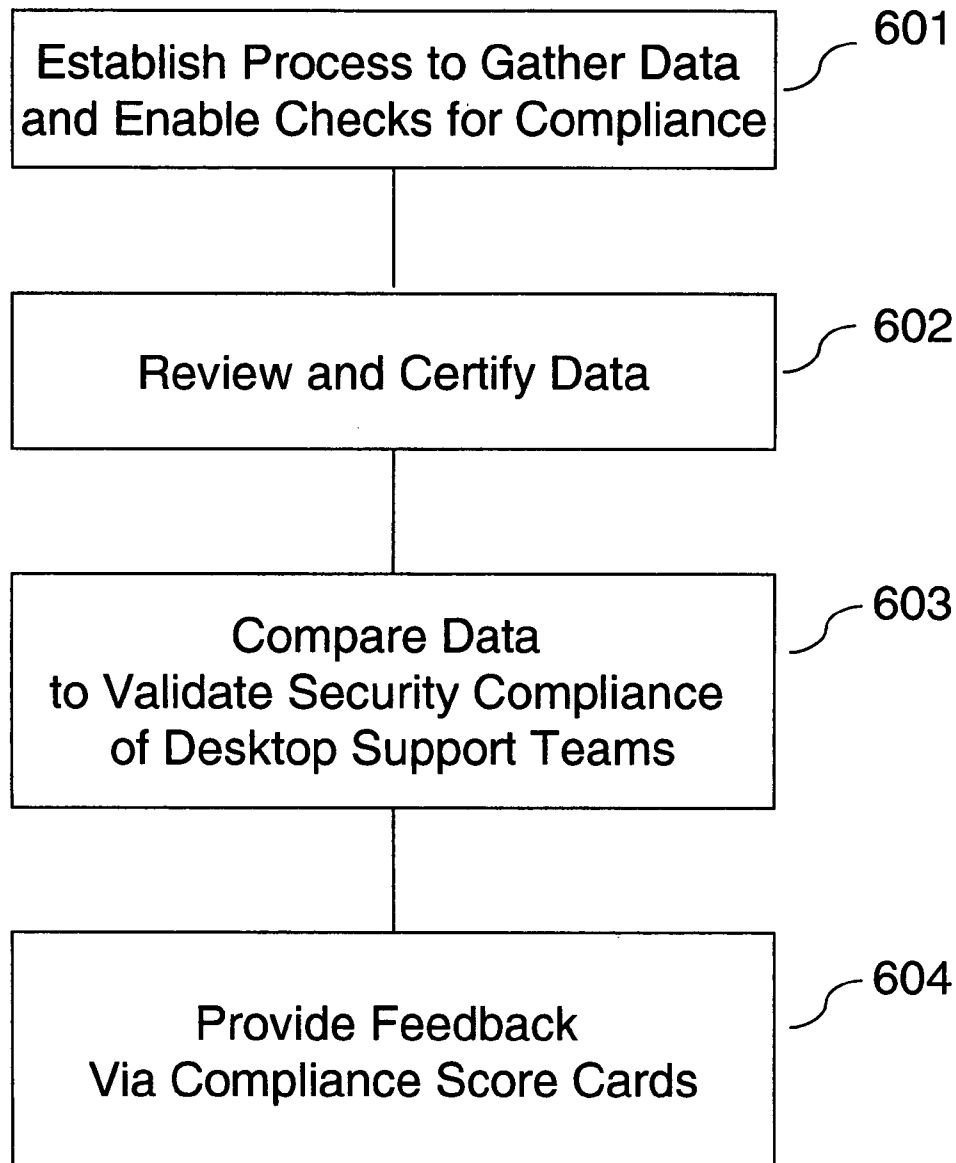 601
Establish Process to Gather Data
and Enable Checks for Compliance
602
Review and Certify Data
603
Compare Data
to Validate Security Compliance
of Desktop Support Teams
604
Provide Feedback
Via Compliance Score Cards